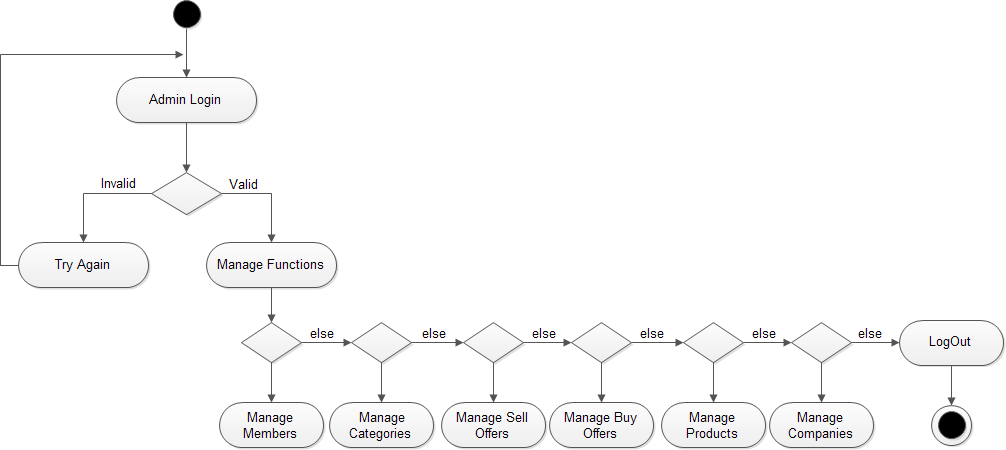 Admin Login
Invalid
Valid
Try Again
Manage Functions
else
else
else
else
else
else
LogOut
Manage
Members
Manage
Categories
Manage Sell
Offers
Manage Buy
Offers
Manage
Products
Manage
Companies